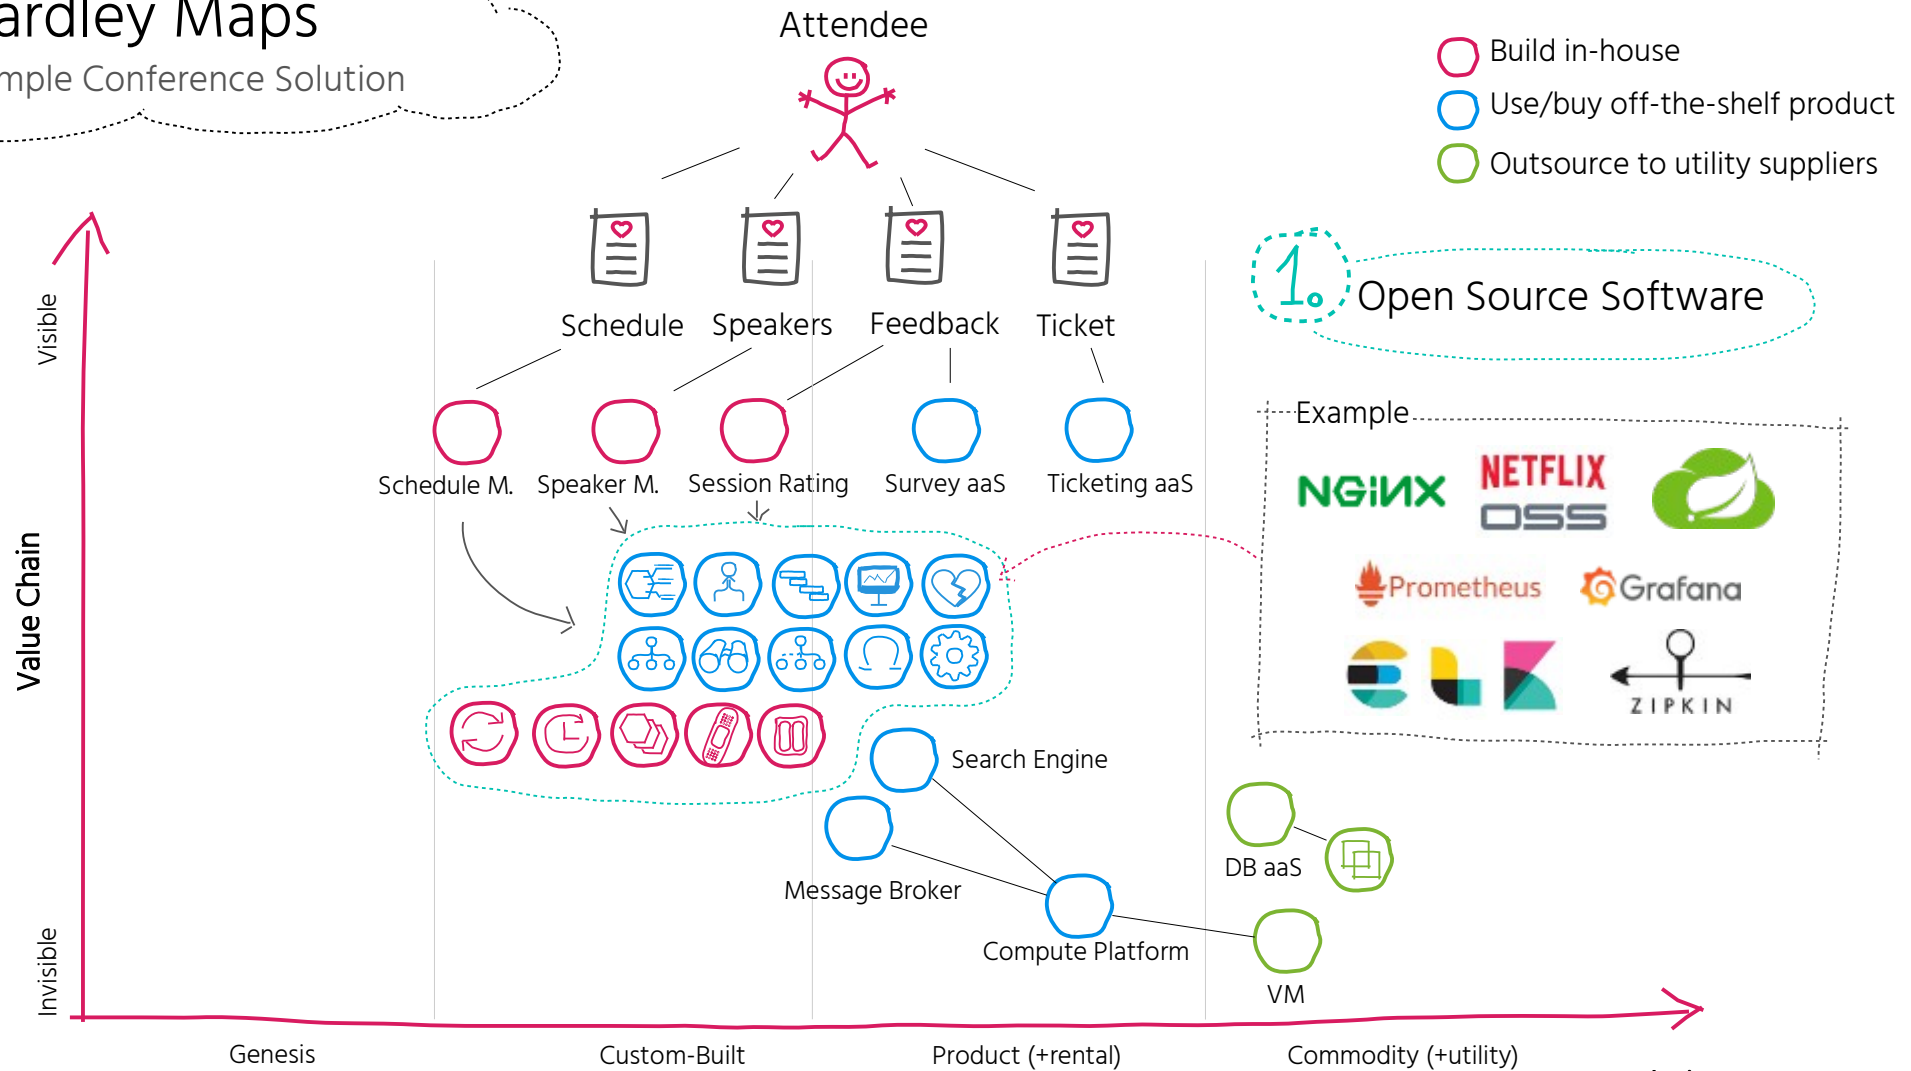 ardley Maps
mple Conference Solution
Attendee
Build in-house
Use/buy off-the-shelf product
Outsource to utility suppliers
Schedule
Speakers
Feedback
Ticket
1.
Open Source Software
Schedule M.
Speaker M.
Session Rating
Survey aaS
Ticketing aaS
Example
NGiNX
NETFLIX
OSS
Prometheus
Grafana
ELK
ZIPKIN
Search Engine
Message Broker
Compute Platform
DB aaS
VM
Visible
Value Chain
Invisible
Genesis
Custom-Built
Product (+rental)
Commodity (+utility)